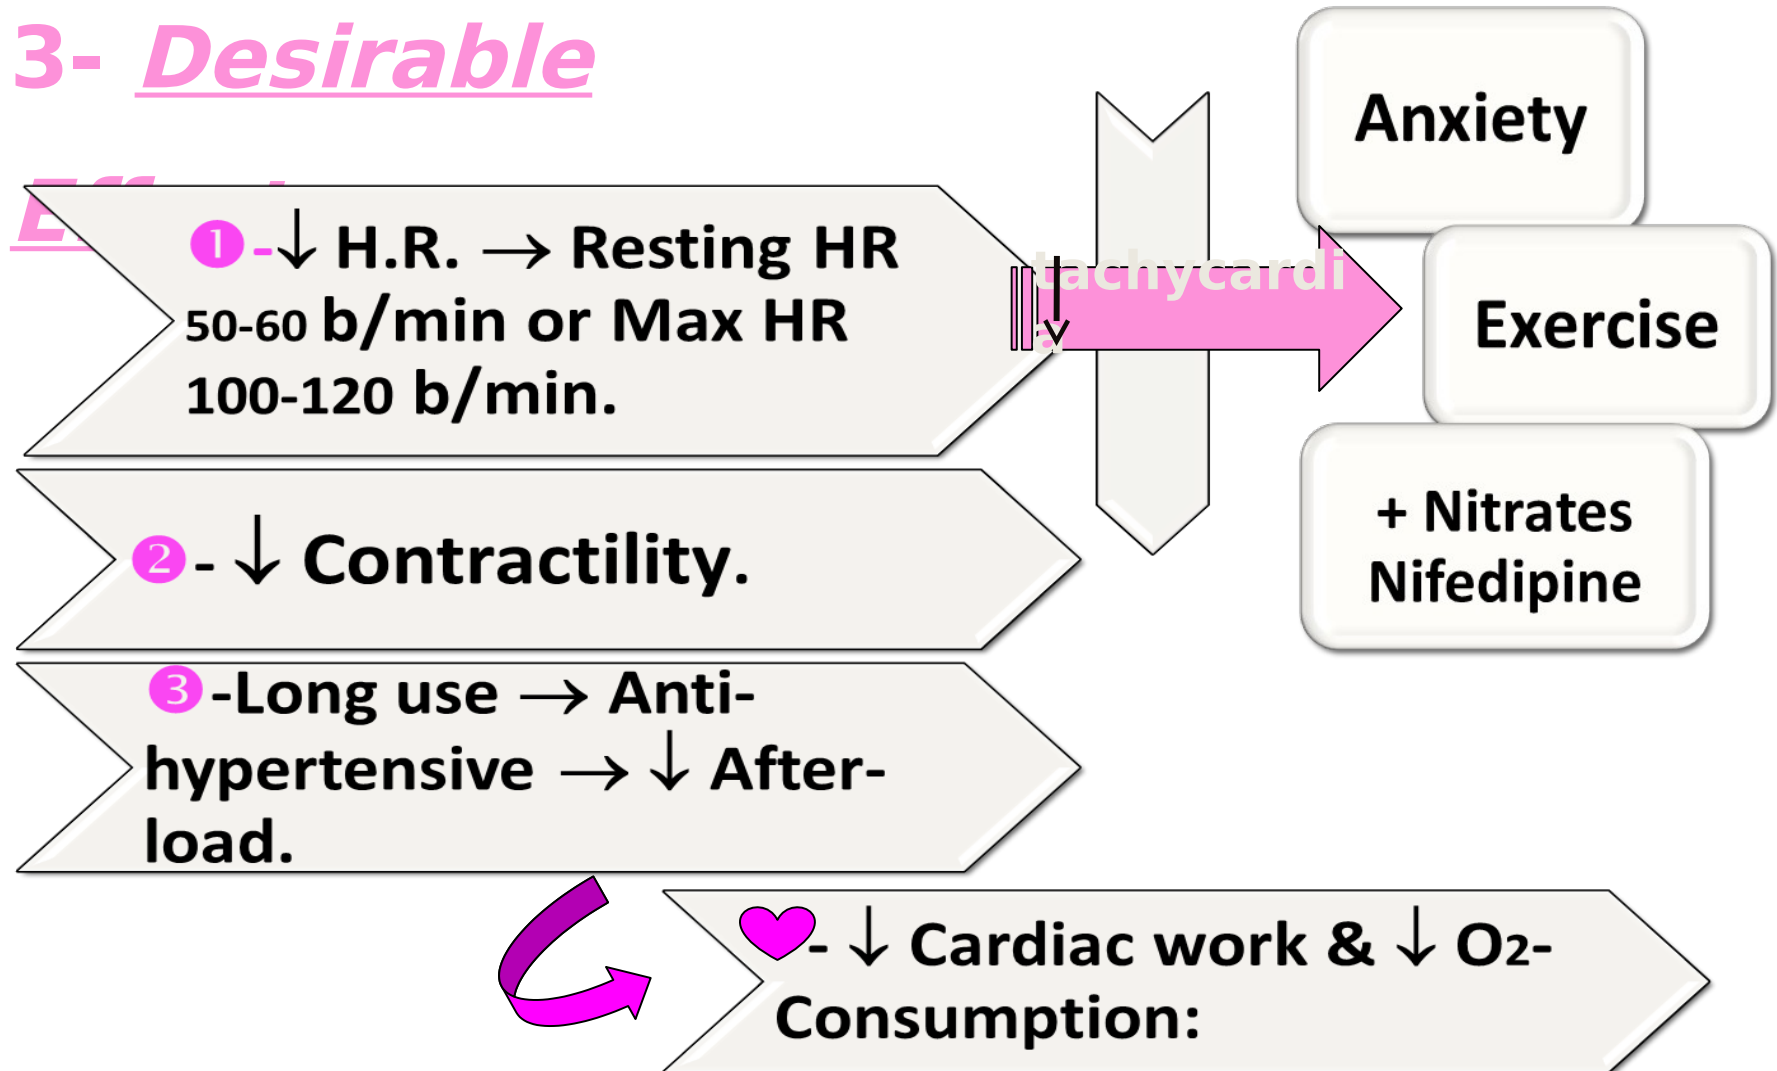 3- Desirable
❶-↓ H.R. → Resting HR
50-60 b/min or Max HR
100-120 b/min.
↓ tachycardi
a
Anxiety
Exercise
+ Nitrates
Nifedipine
❷- ↓ Contractility.
❸-Long use → Anti-
hypertensive → ↓ After-
load.
- ↓ Cardiac work & ↓ O2-
Consumption: